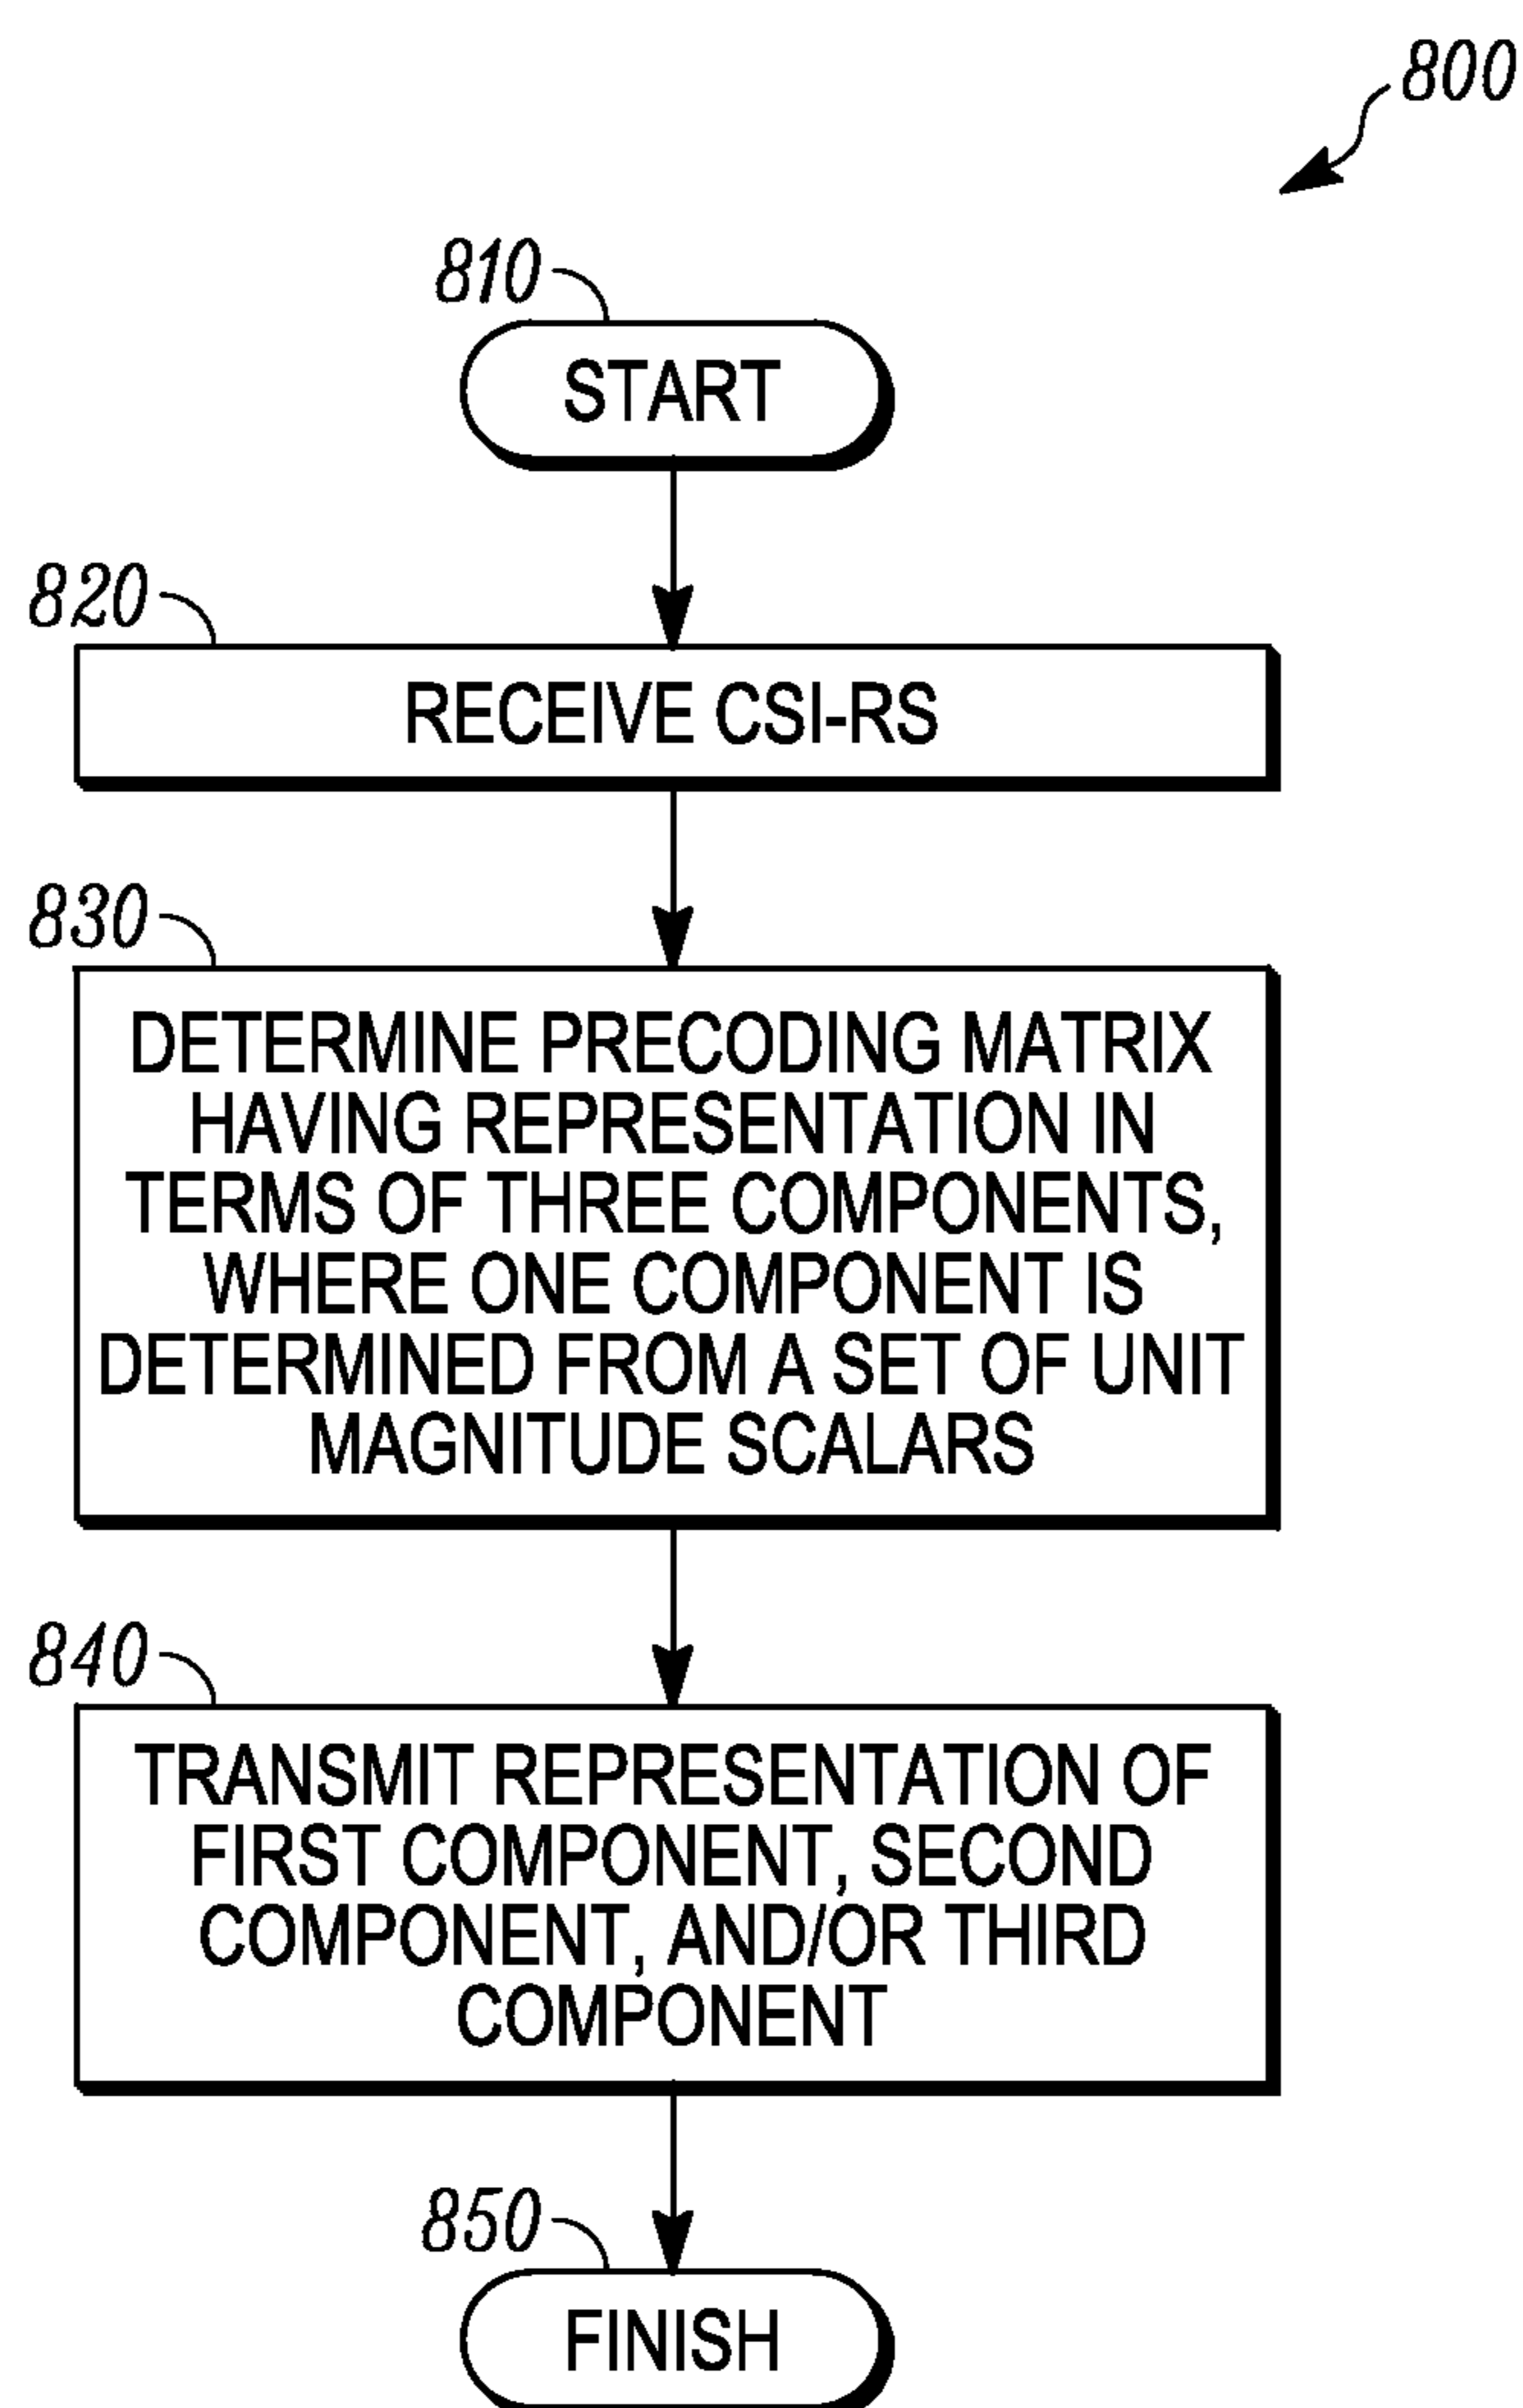 800
810
START
820
RECEIVE CSI-RS
830
DETERMINE PRECODING MATRIX
HAVING REPRESENTATION IN
TERMS OF THREE COMPONENTS,
WHERE ONE COMPONENT IS
DETERMINED FROM A SET OF UNIT
MAGNITUDE SCALARS
840
TRANSMIT REPRESENTATION OF
FIRST COMPONENT, SECOND
COMPONENT, AND/OR THIRD
COMPONENT
850
FINISH